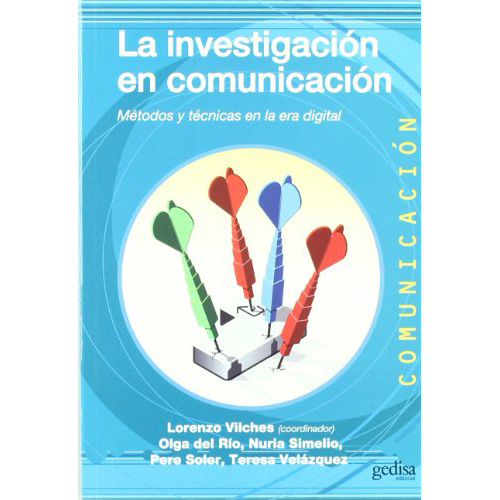 La investigación
en comunicación
Métodos y técnicas en la era digital
COMUNICACIÓN
Lorenzo Vilches (coordinador)
Olga del Río, Nuria Simelio,
Pere Soler, Teresa Velázquez
gedisa
editorial